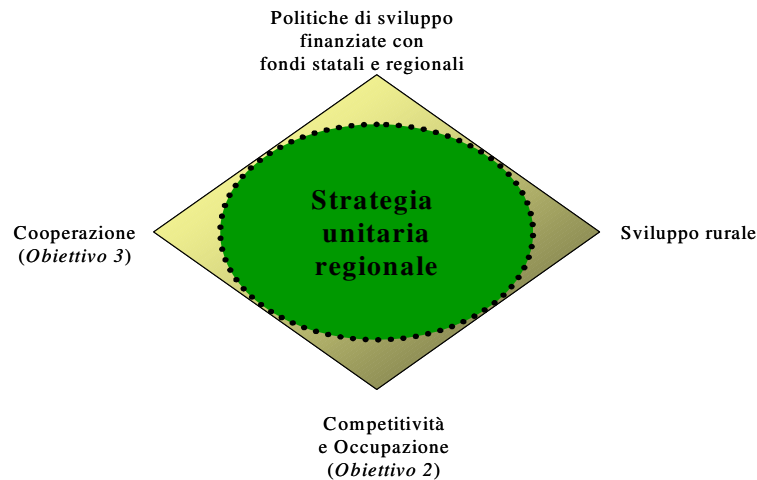 Politiche di sviluppo
finanziate con
fondi statali e regionali
Strategia
unitaria
regionale
Cooperazione
(Obiettivo 3)
Sviluppo rurale
Competitività
e Occupazione
(Obiettivo 2)